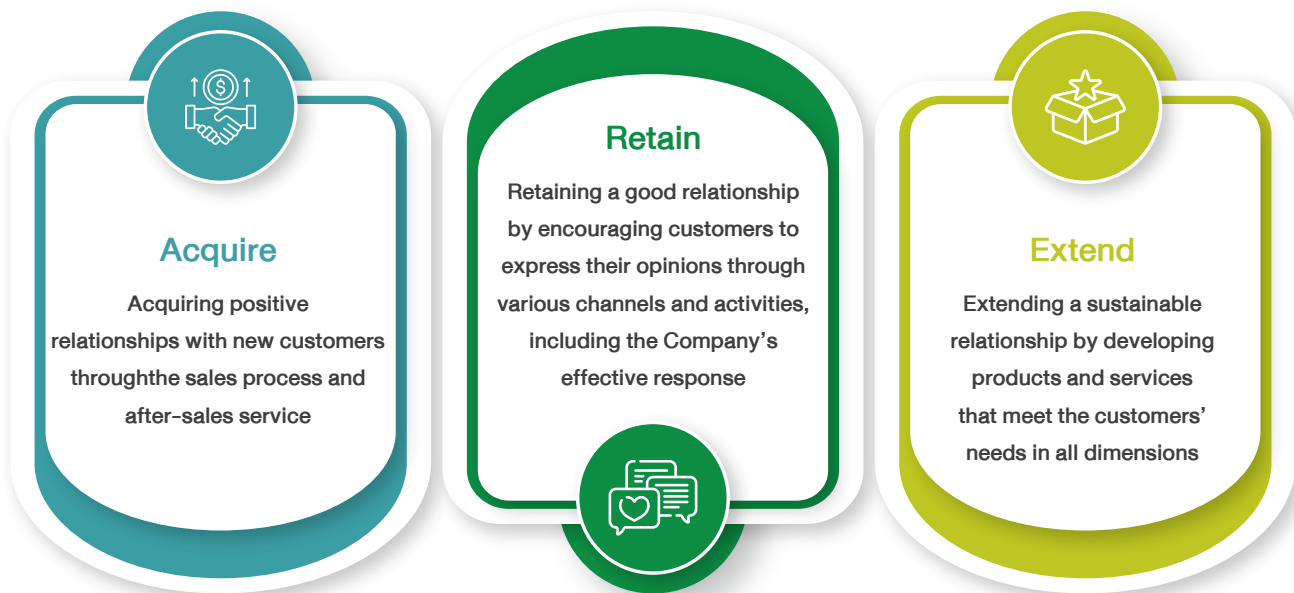 Acquire
Acquiring positive
relationships with new customers
throughthe sales process and
after-sales service
Retain
Retaining a good relationship
by encouraging customers to
express their opinions through
various channels and activities,
including the Company's
effective response
Extend
Extending a sustainable
relationship by developing
products and services
that meet the customers'
needs in all dimensions